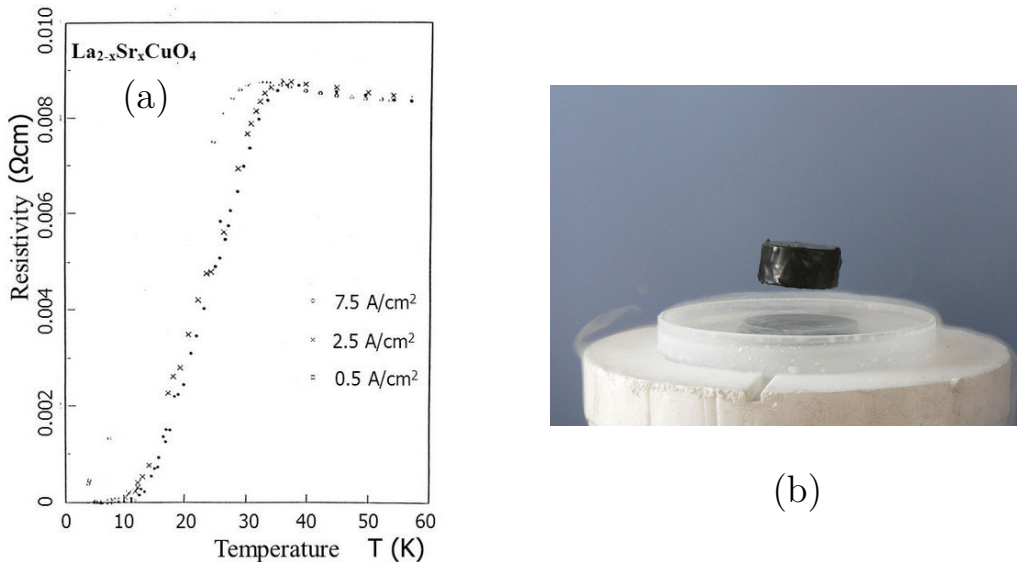 La₂₋ₓSrₓCuO₄
(a)
Resistivity (Ωcm)
0.010
0.008
0.006
0.004
0.002
0
7.5 A/cm²
2.5 A/cm²
0.5 A/cm²
0 10 20 30 40 50 60
Temperature T (K)
(b)